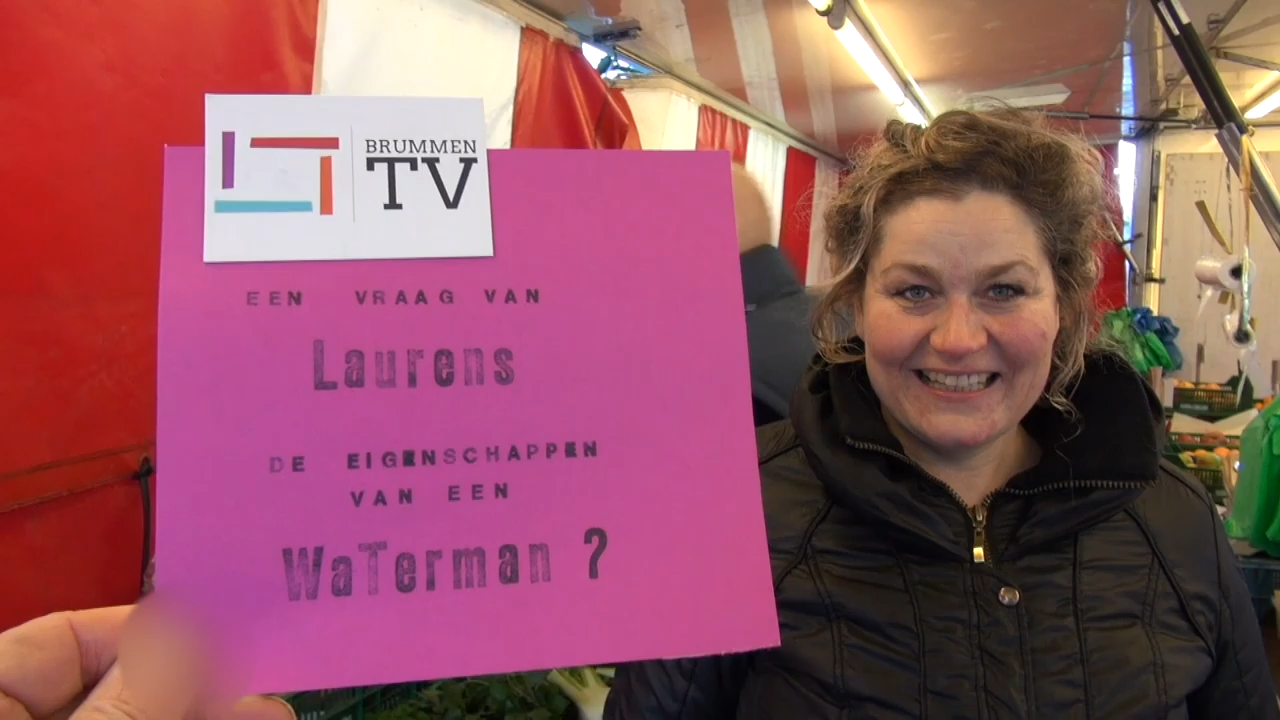 BRUMMEN
TV
EEN VRAAG VAN
Laurens
DE EIGENSCHAPPEN
VAN EEN
WaTerman ?